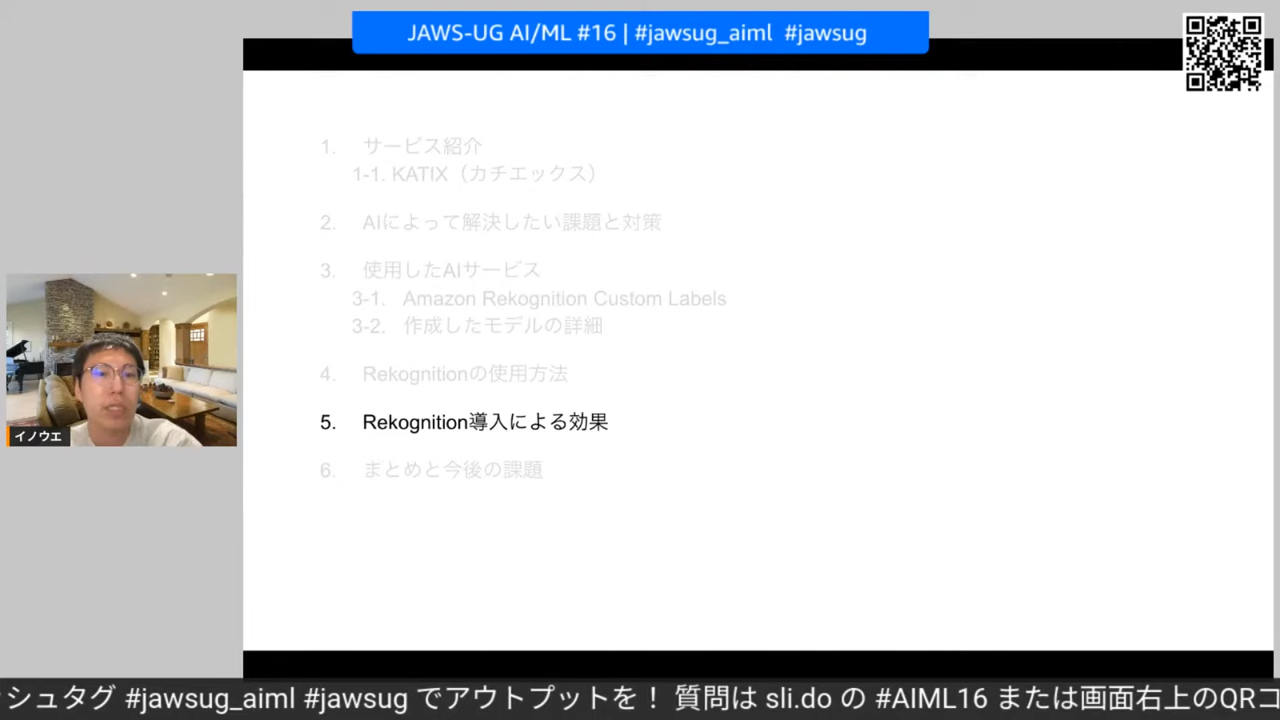 JAWS-UG AI/ML #16 | #jawsug_aiml #jawsug
1. サービス紹介
1-1. KATIX（カチエックス）
2. AIによって解決したい課題と対策
3. 使用したAIサービス
3-1. Amazon Rekognition Custom Labels
3-2. 作成したモデルの詳細
4. Rekognitionの使用方法
5. Rekognition導入による効果
6. まとめと今後の課題
イノウエ
シュタグ #jawsug_aiml #jawsug でアウトプットを！ 質問は sli.do の #AIML16 または画面右上のQRコ